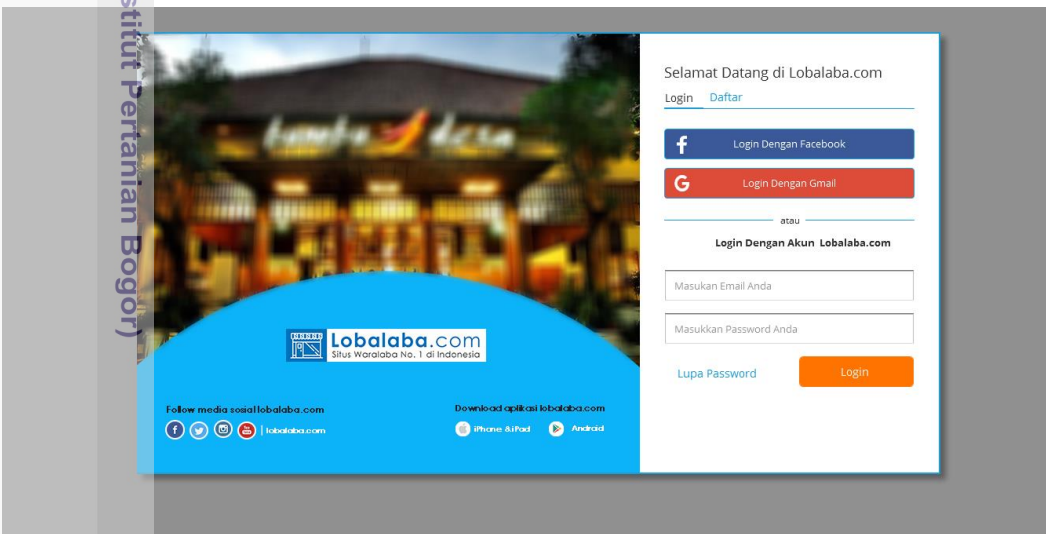 stitut Pertanian Bogor)
bumbu desa
Selamat Datang di Lobalaba.com
Login Daftar
Login Dengan Facebook
G Login Dengan Gmail
atau
Login Dengan Akun Lobalaba.com
Masukan Email Anda
Masukkan Password Anda
Lupa Password Login
Lobalaba.com
Situs Waralaba No. 1 di Indonesia
Follow media sosial lobalaba.com
| lobalaba.com
Download aplikasi lobalaba.com
iPhone & iPad Android